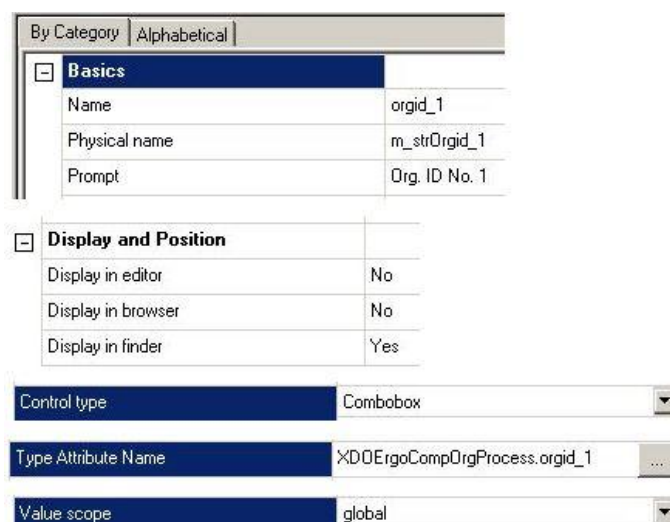 By Category Alphabetical
Basics
Name orgid_1
Physical name m_strOrgid_1
Prompt Org. ID No. 1
Display and Position
Display in editor No
Display in browser No
Display in finder Yes
Control type Combobox
Type Attribute Name XDOErgoCompOrgProcess.orgid_1 ...
Value scope global